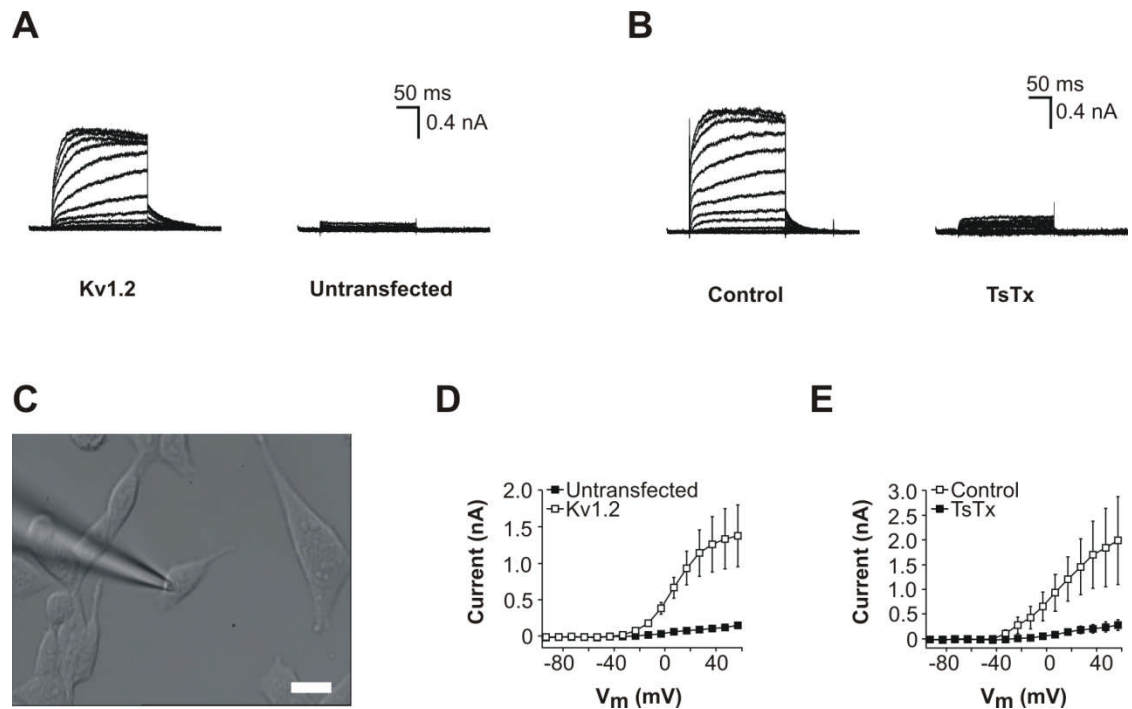 A
B
50 ms
0.4 nA
50 ms
0.4 nA
Kv1.2
Untransfected
Control
TsTx
C
D
E
2.0
1.5
1.0
0.5
0
Current (nA)
Untransfected
Kv1.2
-80
-40
0
40
Vm (mV)
3.0
2.5
2.0
1.5
1.0
0.5
0
Current (nA)
Control
TsTx
-80
-40
0
40
Vm (mV)